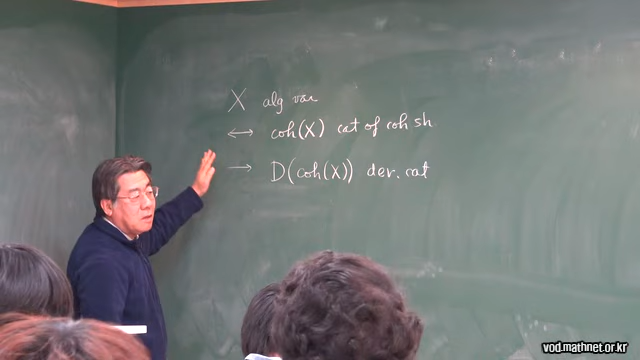 X alg var
↔ coh(X) cat of coh sh
→ D(coh(X)) der. cat
vod.mathnet.or.kr